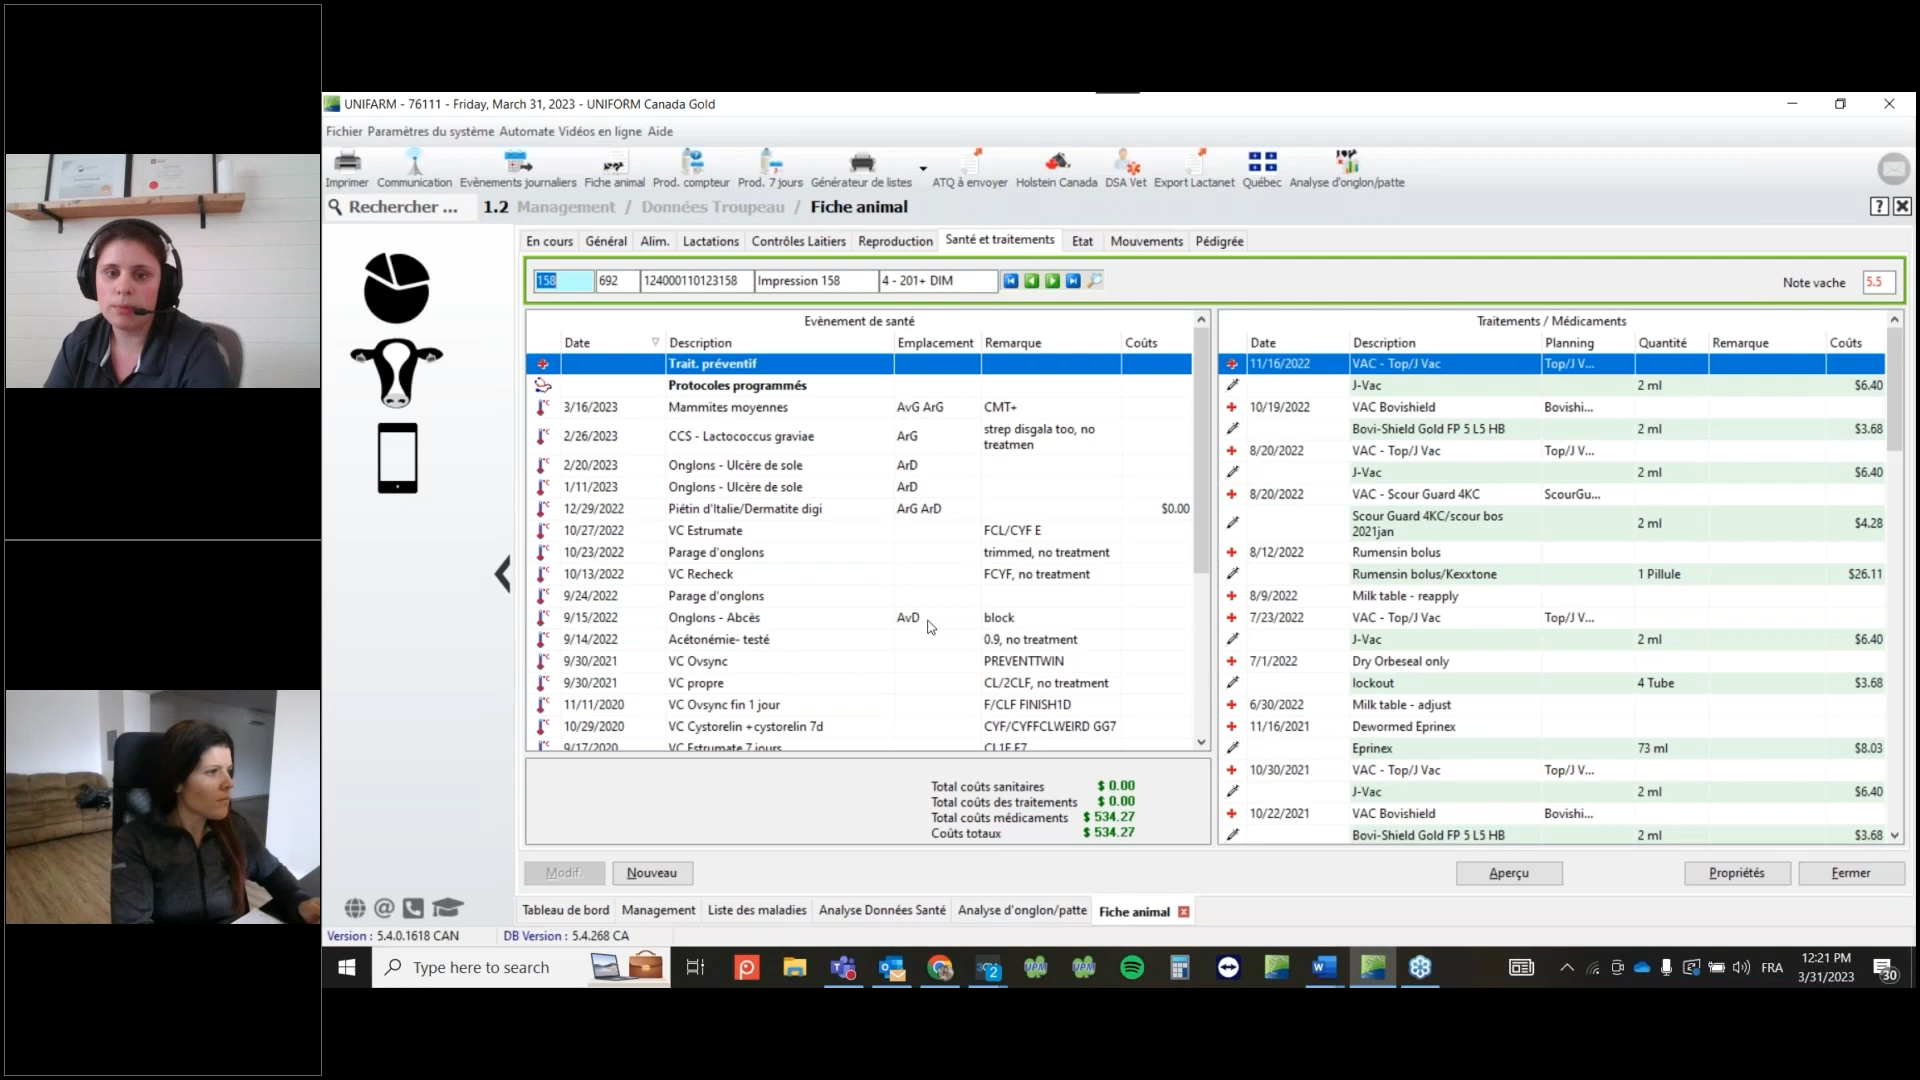 UNIFARM - 76111 - Friday, March 31, 2023 - UNIFORM Canada Gold
Fichier Paramètres du système Automate Vidéos en ligne Aide
Imprimer Communication Evènements journaliers Fiche animal Prod. compteur Prod. 7 jours Générateur de listes ATQ à envoyer Holstein Canada DSA Vet Export Lactanet Québec Analyse d'onglon/patte
Rechercher ... 1.2 Management / Données Troupeau / Fiche animal
En cours Général Alim. Lactations Contrôles Laitiers Reproduction Santé et traitements Etat Mouvements Pédigrée
158 692 124000110123158 Impression 158 4 - 201+ DIM Note vache 5.5
Evènement de santé
Date Description Emplacement Remarque Coûts
Trait. préventif
Protocoles programmés
3/16/2023 Mammites moyennes AvG ArG CMT+
2/26/2023 CCS - Lactococcus graviae ArG strep disgala too, no
treatmen
2/20/2023 Onglons - Ulcère de sole ArD
1/11/2023 Onglons - Ulcère de sole ArD
12/29/2022 Piétin d'Italie/Dermatite digi ArG ArD $0.00
10/27/2022 VC Estrumate FCL/CYF E
10/23/2022 Parage d'onglons trimmed, no treatment
10/13/2022 VC Recheck FCYF, no treatment
9/24/2022 Parage d'onglons
9/15/2022 Onglons - Abcès AvD block
9/14/2022 Acétonémie- testé 0.9, no treatment
9/30/2021 VC Ovsync PREVENTTWIN
9/30/2021 VC propre CL/2CLF, no treatment
11/11/2020 VC Ovsync fin 1 jour F/CLF FINISH1D
10/29/2020 VC Cystorelin +cystorelin 7d CYF/CYFFCLWEIRD GG7
9/17/2020 VC Estrumate 7 jours CL1F E7
Total coûts sanitaires $ 0.00
Total coûts des traitements $ 0.00
Total coûts médicaments $ 534.27
Coûts totaux $ 534.27
Traitements / Médicaments
Date Description Planning Quantité Remarque Coûts
11/16/2022 VAC - Top/J Vac Top/J V...
J-Vac 2 ml $6.40
10/19/2022 VAC Bovishield Bovishi...
Bovi-Shield Gold FP 5 L5 HB 2 ml $3.68
8/20/2022 VAC - Top/J Vac Top/J V...
J-Vac 2 ml $6.40
8/20/2022 VAC - Scour Guard 4KC ScourGu...
Scour Guard 4KC/scour bos
2021jan 2 ml $4.28
8/12/2022 Rumensin bolus
Rumensin bolus/Kexxtone 1 Pillule $26.11
8/9/2022 Milk table - reapply
7/23/2022 VAC - Top/J Vac Top/J V...
J-Vac 2 ml $6.40
7/1/2022 Dry Orbeseal only
lockout 4 Tube $3.68
6/30/2022 Milk table - adjust
11/16/2021 Dewormed Eprinex
Eprinex 73 ml $8.03
10/30/2021 VAC - Top/J Vac Top/J V...
J-Vac 2 ml $6.40
10/22/2021 VAC Bovishield Bovishi...
Bovi-Shield Gold FP 5 L5 HB 2 ml $3.68
Modif. Nouveau Aperçu Propriétés Fermer
Tableau de bord Management Liste des maladies Analyse Données Santé Analyse d'onglon/patte Fiche animal
Version : 5.4.0.1618 CAN DB Version : 5.4.268 CA
Type here to search FRA 12:21 PM
3/31/2023 30